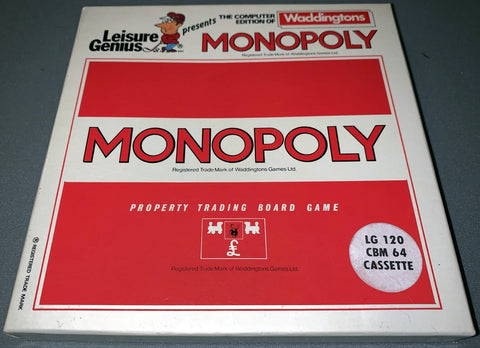 Leisure Genius
presents
THE COMPUTER
EDITION OF
Waddingtons
MONOPOLY
Registered Trade Mark of Waddingtons Games Ltd.
MONOPOLY
Registered Trade Mark of Waddingtons Games Ltd.
PROPERTY TRADING BOARD GAME
£
Registered Trade Mark of Waddingtons Games Ltd.
LG 120
CBM 64
CASSETTE
® REGISTERED TRADE MARK